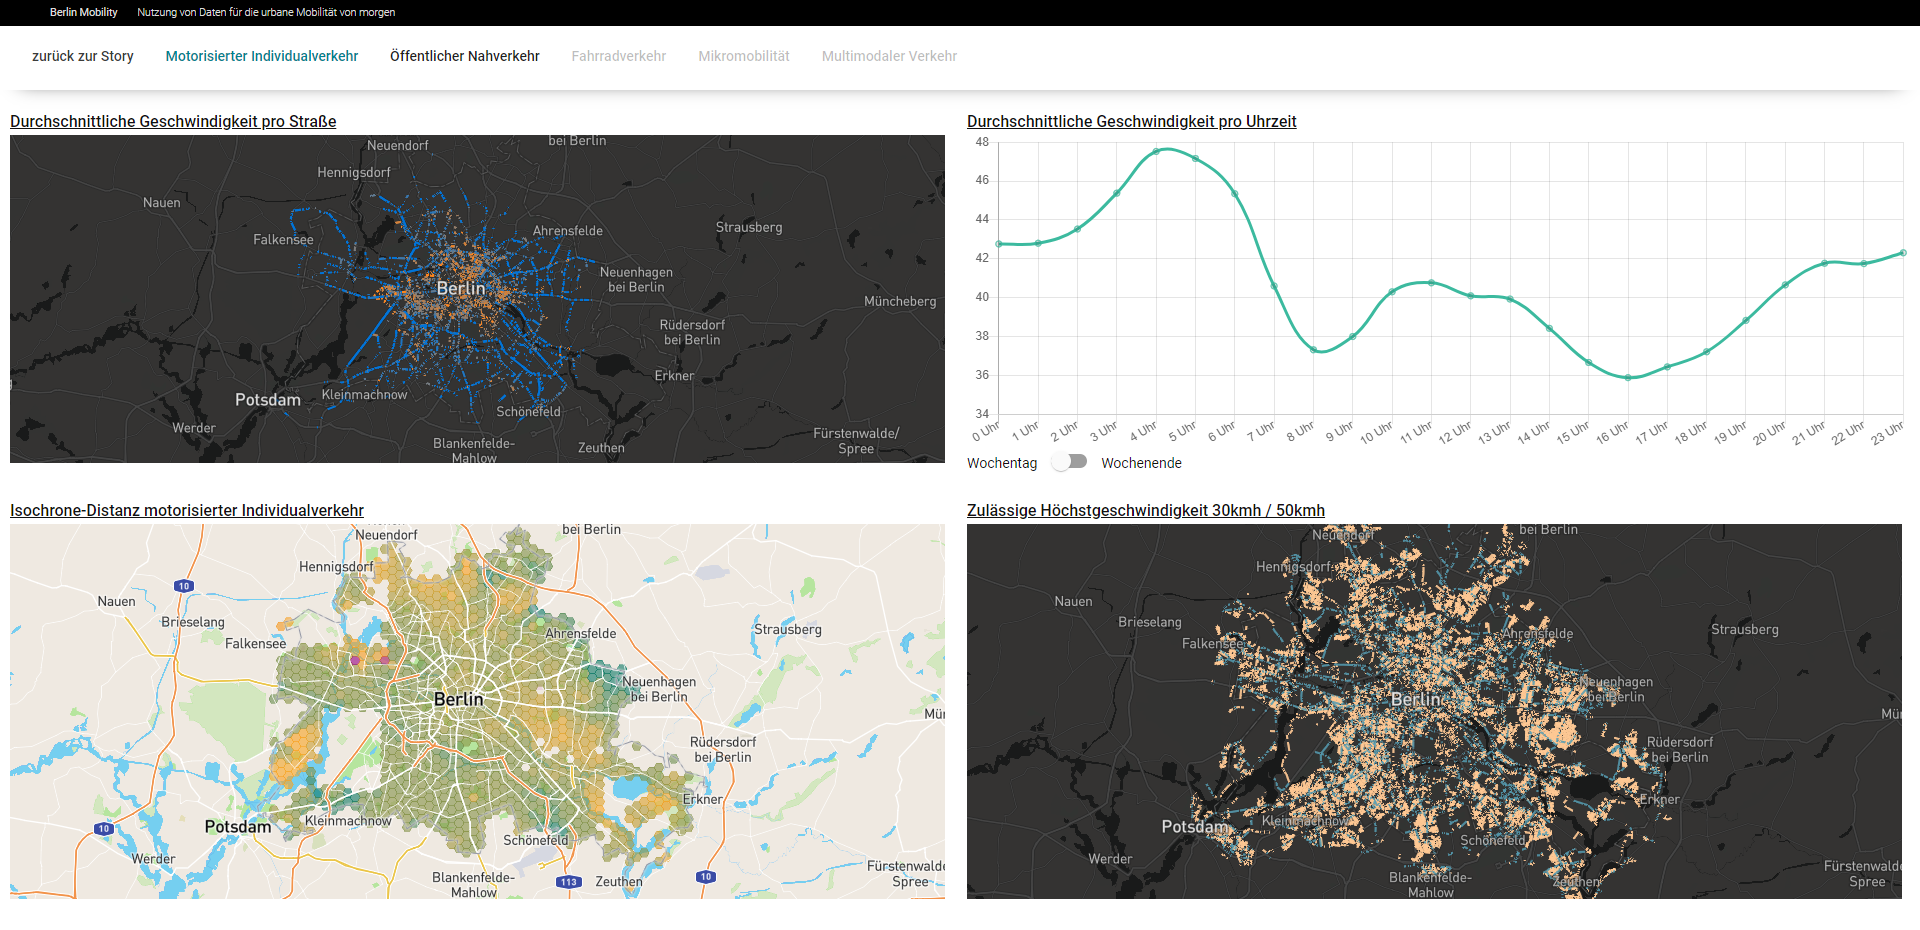 Berlin Mobility Nutzung von Daten für die urbane Mobilität von morgen
zurück zur Story Motorisierter Individualverkehr Öffentlicher Nahverkehr Fahrradverkehr Mikromobilität Multimodaler Verkehr
Durchschnittliche Geschwindigkeit pro Straße
Neuendorf
bei Berlin
Hennigsdorf
Nauen
Strausberg
Ahrensfelde
Falkensee
Neuenhagen
bei Berlin
Berlin
Müncheberg
Rüdersdorf
bei Berlin
Erkner
Kleinmachnow
Potsdam
Schönefeld
Werder
Fürstenwalde/
Spree
Blankenfelde-
Mahlow
Zeuthen
Durchschnittliche Geschwindigkeit pro Uhrzeit
48
46
44
42
40
38
36
34
0 Uhr 1 Uhr 2 Uhr 3 Uhr 4 Uhr 5 Uhr 6 Uhr 7 Uhr 8 Uhr 9 Uhr 10 Uhr 11 Uhr 12 Uhr 13 Uhr 14 Uhr 15 Uhr 16 Uhr 17 Uhr 18 Uhr 19 Uhr 20 Uhr 21 Uhr 22 Uhr 23 Uhr
Wochentag Wochenende
Isochrone-Distanz motorisierter Individualverkehr
bei Berlin
Neuendorf
Hennigsdorf
10
Nauen
Brieselang
Strausberg
Ahrensfelde
Falkensee
Neuenhagen
bei Berlin
Berlin
Mün
Rüdersdorf
bei Berlin
Erkner
Kleinmachnow
Potsdam
10
Schönefeld
Werder
Fürstenwalde
Spree
Blankenfelde-
Mahlow
113
Zeuthen
10
Zulässige Höchstgeschwindigkeit 30kmh / 50kmh
bei Berlin
Neuendorf
Hennigsdorf
Nauen
Brieselang
Strausberg
Ahrensfelde
Falkensee
Neuenhagen
bei Berlin
Berlin
Mün
Rüdersdorf
bei Berlin
Erkner
Kleinmachnow
Potsdam
Schönefeld
Werder
Fürstenwalde
Spree
Blankenfelde-
Mahlow
Zeuthen